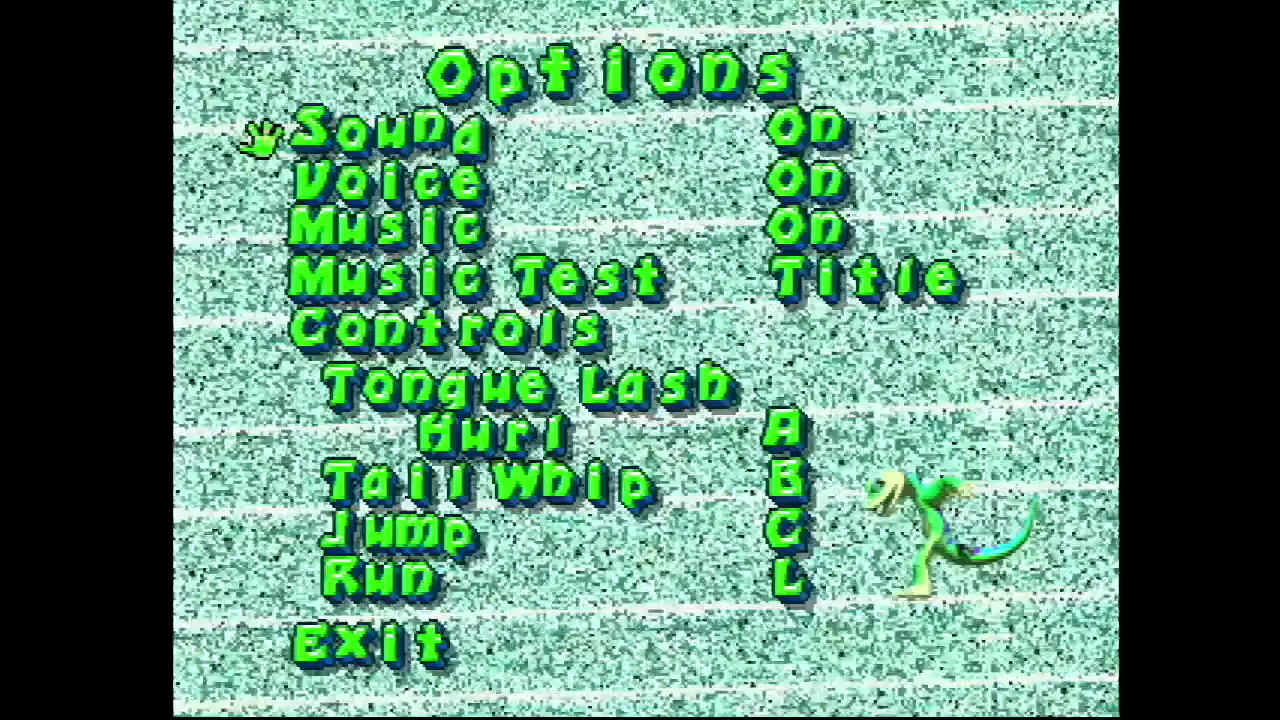 Options
Sound On
Voice On
Music On
Music Test Title
Controls
Tongue Lash
Hurl A
Tail Whip B
Jump C
Run L
Exit